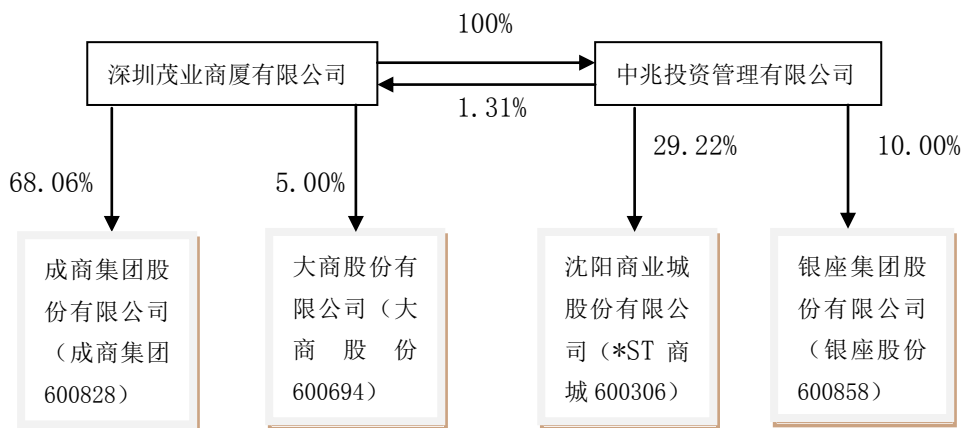 100%
深圳茂业商厦有限公司
中兆投资管理有限公司
1.31%
68.06%
5.00%
29.22%
10.00%
成商集团股
份有限公司
（成商集团
600828）
大商股份有
限公司（大
商股份
600694）
沈阳商业城
股份有限公
司（*ST 商
城 600306）
银座集团股
份有限公司
（银座股份
600858）